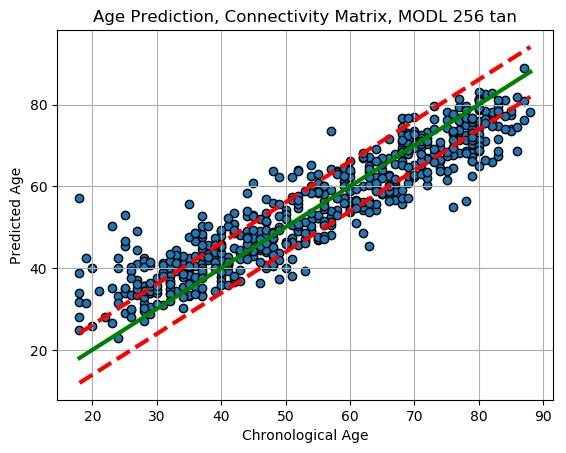 Age Prediction, Connectivity Matrix, MODL 256 tan
80
60
40
20
Predicted Age
20 30 40 50 60 70 80 90
Chronological Age